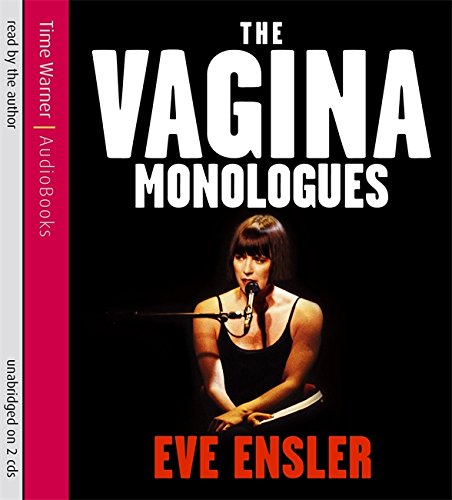 THE
VAGINA
MONOLOGUES
EVE ENSLER
Time Warner | AudioBooks
read by the author
unabridged on 2 cds